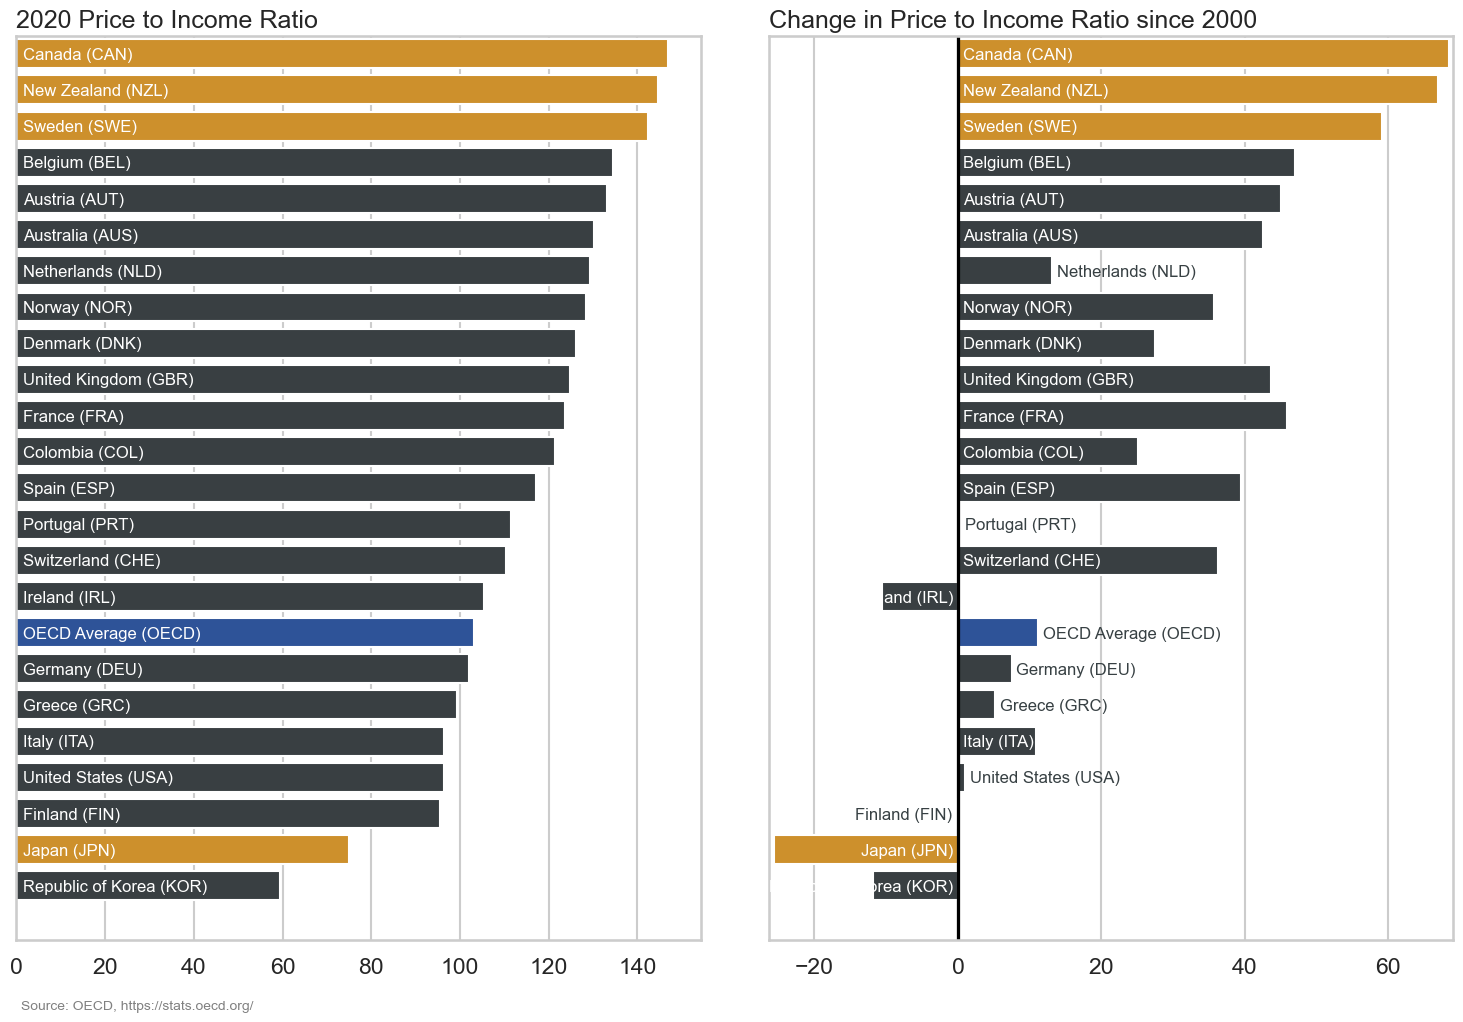 2020 Price to Income Ratio
Canada (CAN)
New Zealand (NZL)
Sweden (SWE)
Belgium (BEL)
Austria (AUT)
Australia (AUS)
Netherlands (NLD)
Norway (NOR)
Denmark (DNK)
United Kingdom (GBR)
France (FRA)
Colombia (COL)
Spain (ESP)
Portugal (PRT)
Switzerland (CHE)
Ireland (IRL)
OECD Average (OECD)
Germany (DEU)
Greece (GRC)
Italy (ITA)
United States (USA)
Finland (FIN)
Japan (JPN)
Republic of Korea (KOR)
0 20 40 60 80 100 120 140
Change in Price to Income Ratio since 2000
Canada (CAN)
New Zealand (NZL)
Sweden (SWE)
Belgium (BEL)
Austria (AUT)
Australia (AUS)
Netherlands (NLD)
Norway (NOR)
Denmark (DNK)
United Kingdom (GBR)
France (FRA)
Colombia (COL)
Spain (ESP)
Portugal (PRT)
Switzerland (CHE)
land (IRL)
OECD Average (OECD)
Germany (DEU)
Greece (GRC)
Italy (ITA)
United States (USA)
Finland (FIN)
Japan (JPN)
orea (KOR)
−20 0 20 40 60
Source: OECD, https://stats.oecd.org/